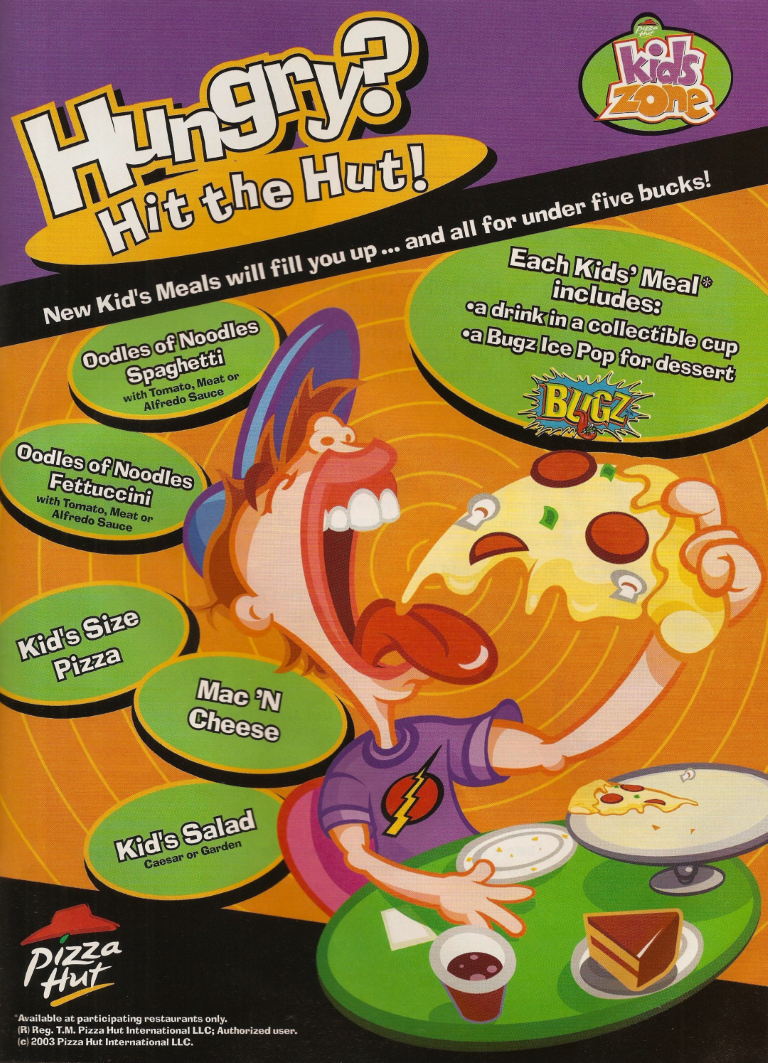 Hungry?
Hit the Hut!
Pizza
Hut
kids
zone
New Kid's Meals will fill you up ... and all for under five bucks!
Each Kids' Meal*
includes:
•a drink in a collectible cup
•a Bugz Ice Pop for dessert
BUGZ
Oodles of Noodles
Spaghetti
with Tomato, Meat or
Alfredo Sauce
Oodles of Noodles
Fettuccini
with Tomato, Meat or
Alfredo Sauce
Kid's Size
Pizza
Mac 'N
Cheese
Kid's Salad
Caesar or Garden
Pizza
Hut
*Available at participating restaurants only.
(R) Reg. T.M. Pizza Hut International LLC; Authorized user.
(c) 2003 Pizza Hut International LLC.